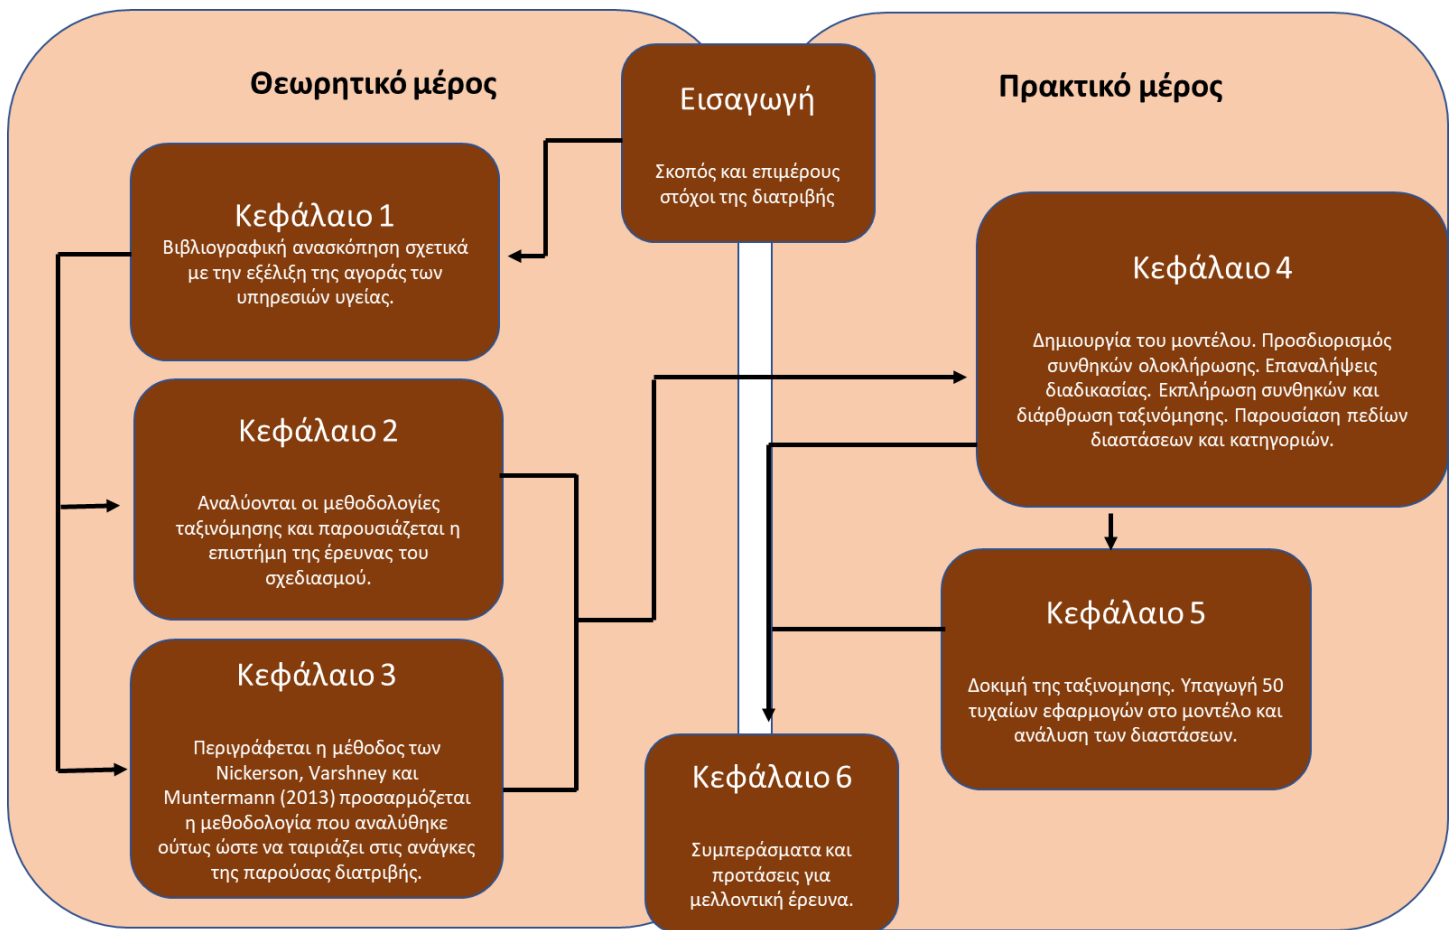 Θεωρητικό μέρος
Εισαγωγή
Σκοπός και επιμέρους
στόχοι της διατριβής
Πρακτικό μέρος
Κεφάλαιο 1
Βιβλιογραφική ανασκόπηση σχετικά
με την εξέλιξη της αγοράς των
υπηρεσιών υγείας.
Κεφάλαιο 2
Αναλύονται οι μεθοδολογίες
ταξινόμησης και παρουσιάζεται η
επιστήμη της έρευνας του
σχεδιασμού.
Κεφάλαιο 3
Περιγράφεται η μέθοδος των
Nickerson, Varshney και
Muntermann (2013) προσαρμόζεται
η μεθοδολογία που αναλύθηκε
ούτως ώστε να ταιριάζει στις ανάγκες
της παρούσας διατριβής.
Κεφάλαιο 4
Δημιουργία του μοντέλου. Προσδιορισμός
συνθηκών ολοκλήρωσης. Επαναλήψεις
διαδικασίας. Εκπλήρωση συνθηκών και
διάρθρωση ταξινόμησης. Παρουσίαση πεδίων
διαστάσεων και κατηγοριών.
Κεφάλαιο 5
Δοκιμή της ταξινομησης. Υπαγωγή 50
τυχαίων εφαρμογών στο μοντέλο και
ανάλυση των διαστάσεων.
Κεφάλαιο 6
Συμπεράσματα και
προτάσεις για
μελλοντική έρευνα.